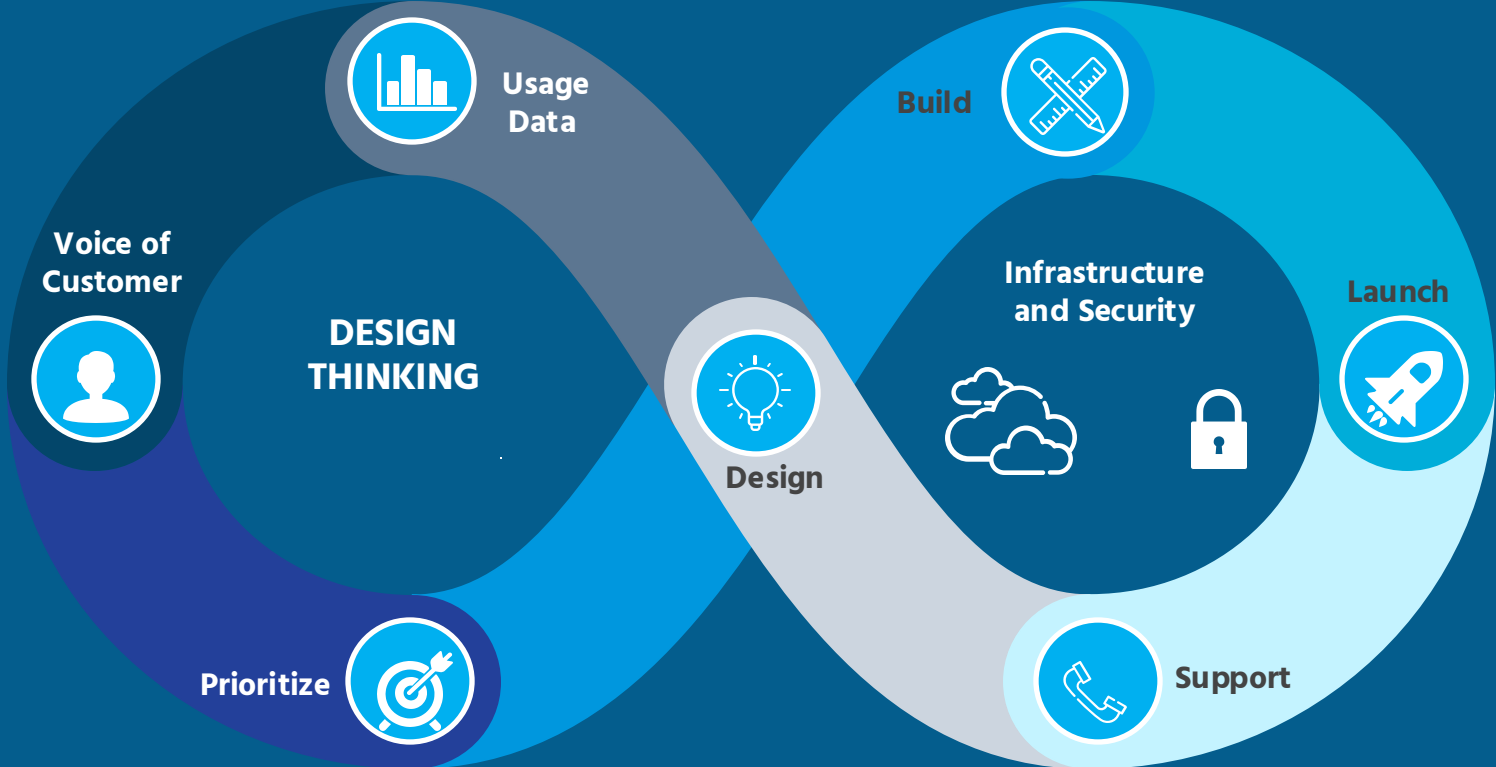 Usage
Data
Build
Voice of
Customer
DESIGN
THINKING
Infrastructure
and Security
Launch
Design
Prioritize
Support